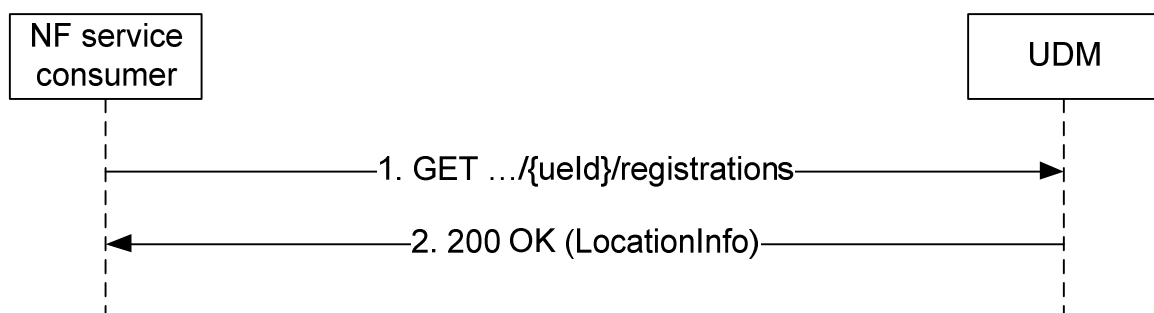 NF service
consumer
UDM
1. GET …/{ueId}/registrations
2. 200 OK (LocationInfo)